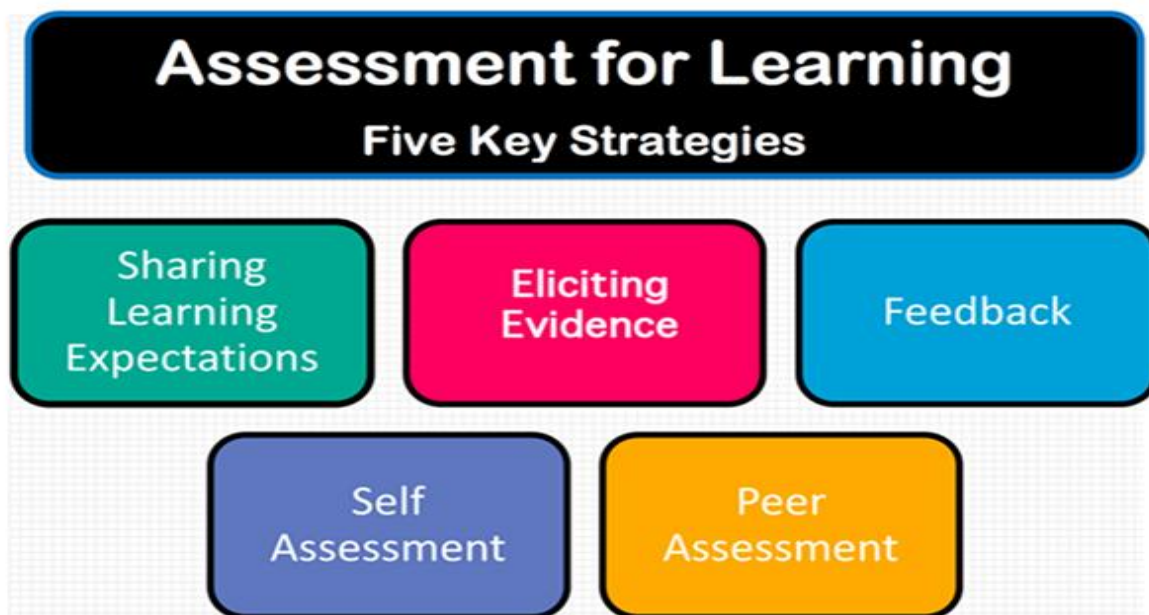 Assessment for Learning
Five Key Strategies
Sharing
Learning
Expectations
Eliciting
Evidence
Feedback
Self
Assessment
Peer
Assessment